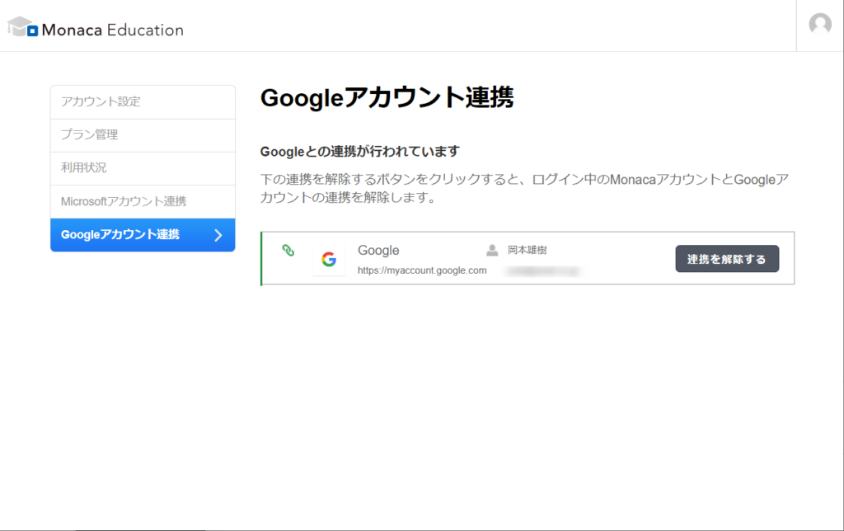 Monaca Education
アカウント設定
プラン管理
利用状況
Microsoftアカウント連携
Googleアカウント連携
Googleアカウント連携
Googleとの連携が行われています
下の連携を解除するボタンをクリックすると、ログイン中のMonacaアカウントとGoogleア
カウントの連携を解除します。
Google
岡本雄樹
https://myaccount.google.com
連携を解除する